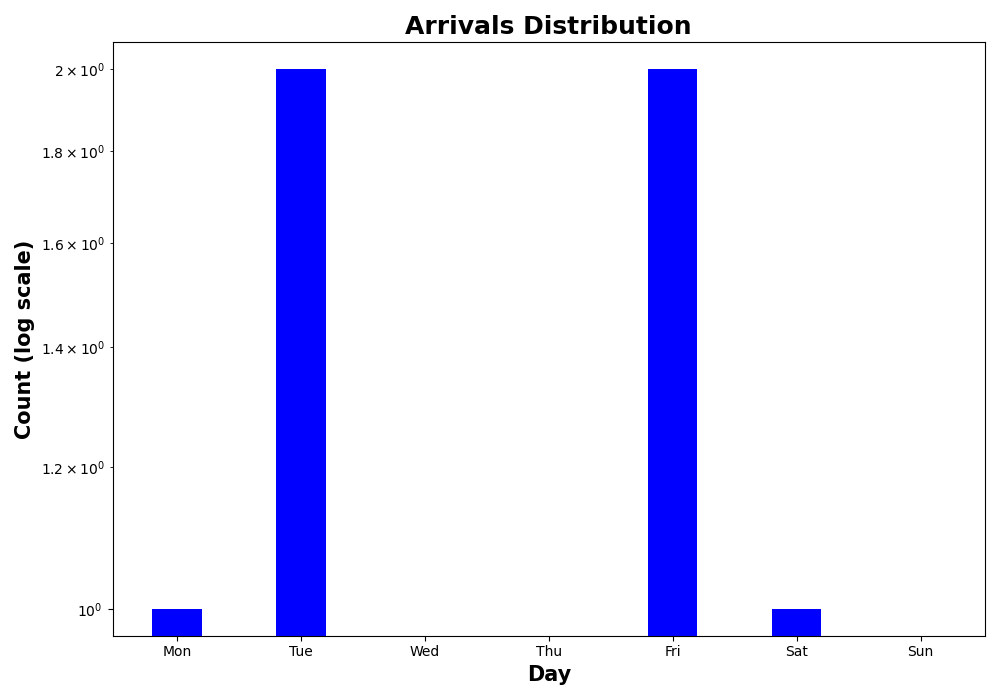 Arrivals Distribution
Count (log scale)
2 × 10⁰
1.8 × 10⁰
1.6 × 10⁰
1.4 × 10⁰
1.2 × 10⁰
10⁰
Mon Tue Wed Thu Fri Sat Sun
Day